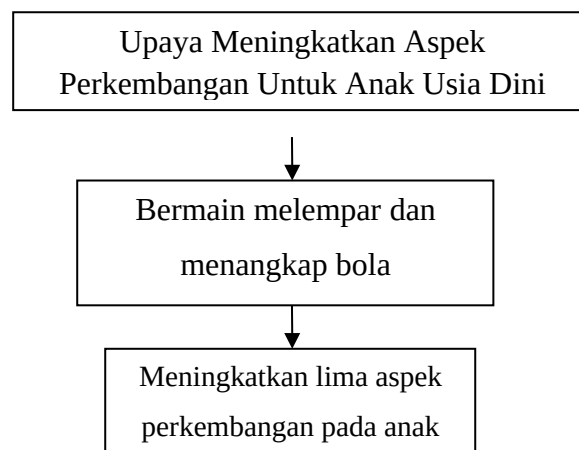 Upaya Meningkatkan Aspek
Perkembangan Untuk Anak Usia Dini
Bermain melempar dan
menangkap bola
Meningkatkan lima aspek
perkembangan pada anak